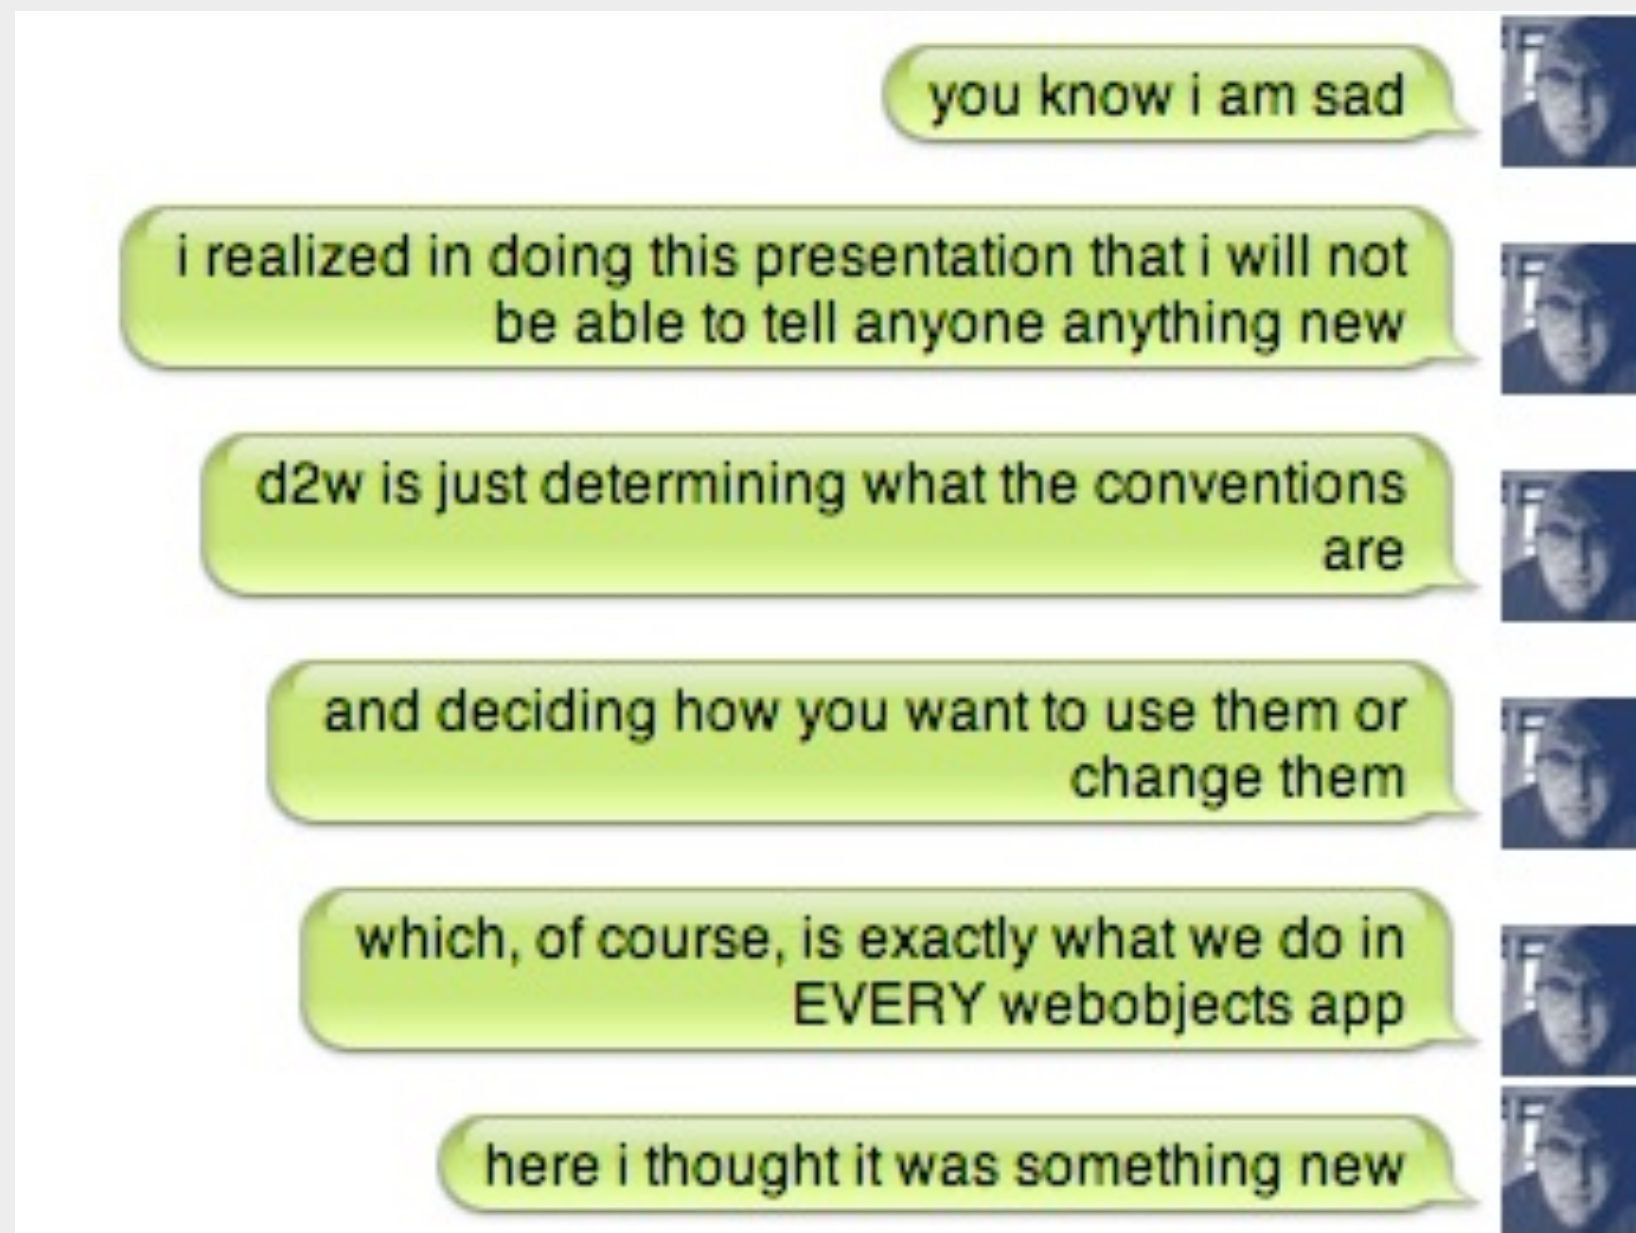 you know i am sad
i realized in doing this presentation that i will not
be able to tell anyone anything new
d2w is just determining what the conventions
are
and deciding how you want to use them or
change them
which, of course, is exactly what we do in
EVERY webobjects app
here i thought it was something new